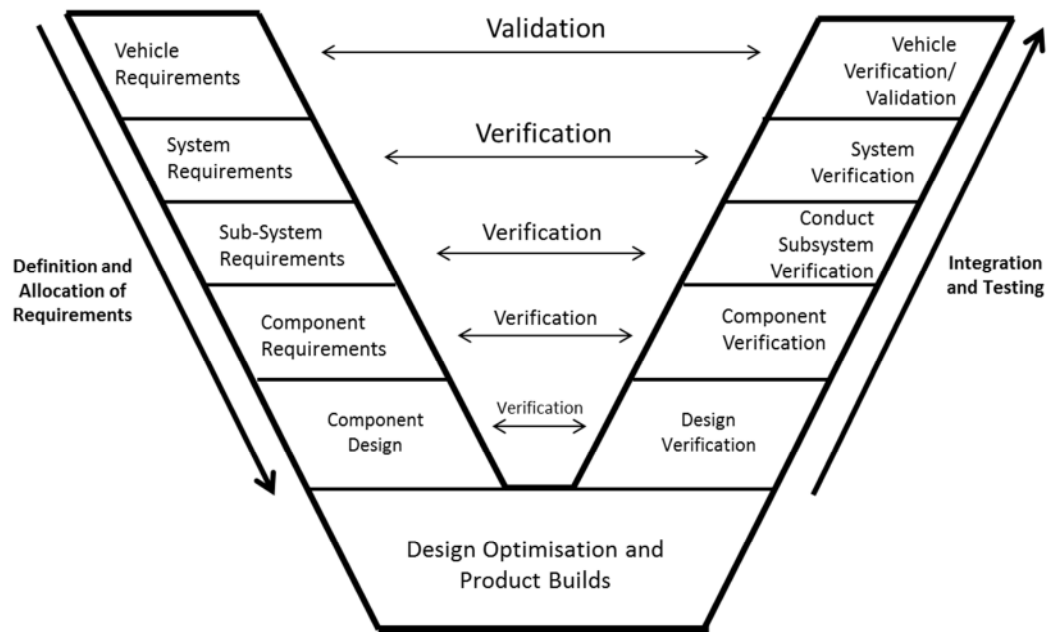 Validation
Vehicle
Requirements
Vehicle
Verification/
Validation
Verification
System
Requirements
System
Verification
Sub-System
Requirements
Verification
Conduct
Subsystem
Verification
Definition and
Allocation of
Requirements
Integration
and Testing
Component
Requirements
Verification
Component
Verification
Component
Design
Verification
Design
Verification
Design Optimisation and
Product Builds